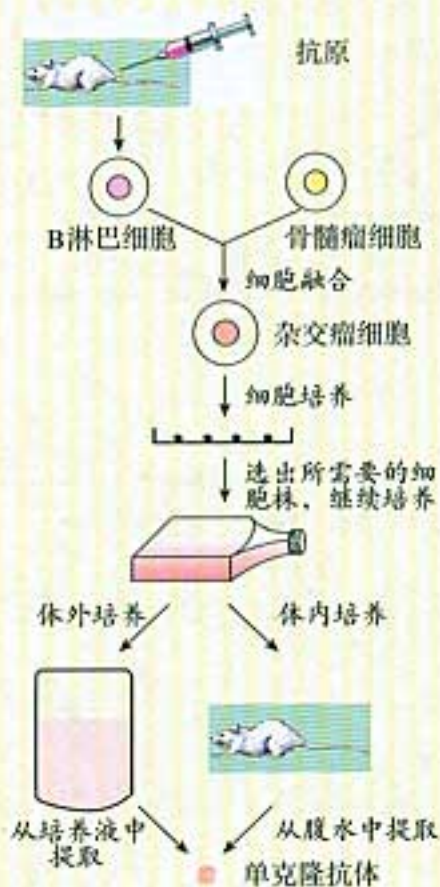 抗原
B淋巴细胞
骨髓瘤细胞
细胞融合
杂交瘤细胞
细胞培养
选出所需要的细
胞株，继续培养
体外培养
体内培养
从培养液中
提取
从腹水中提取
单克隆抗体